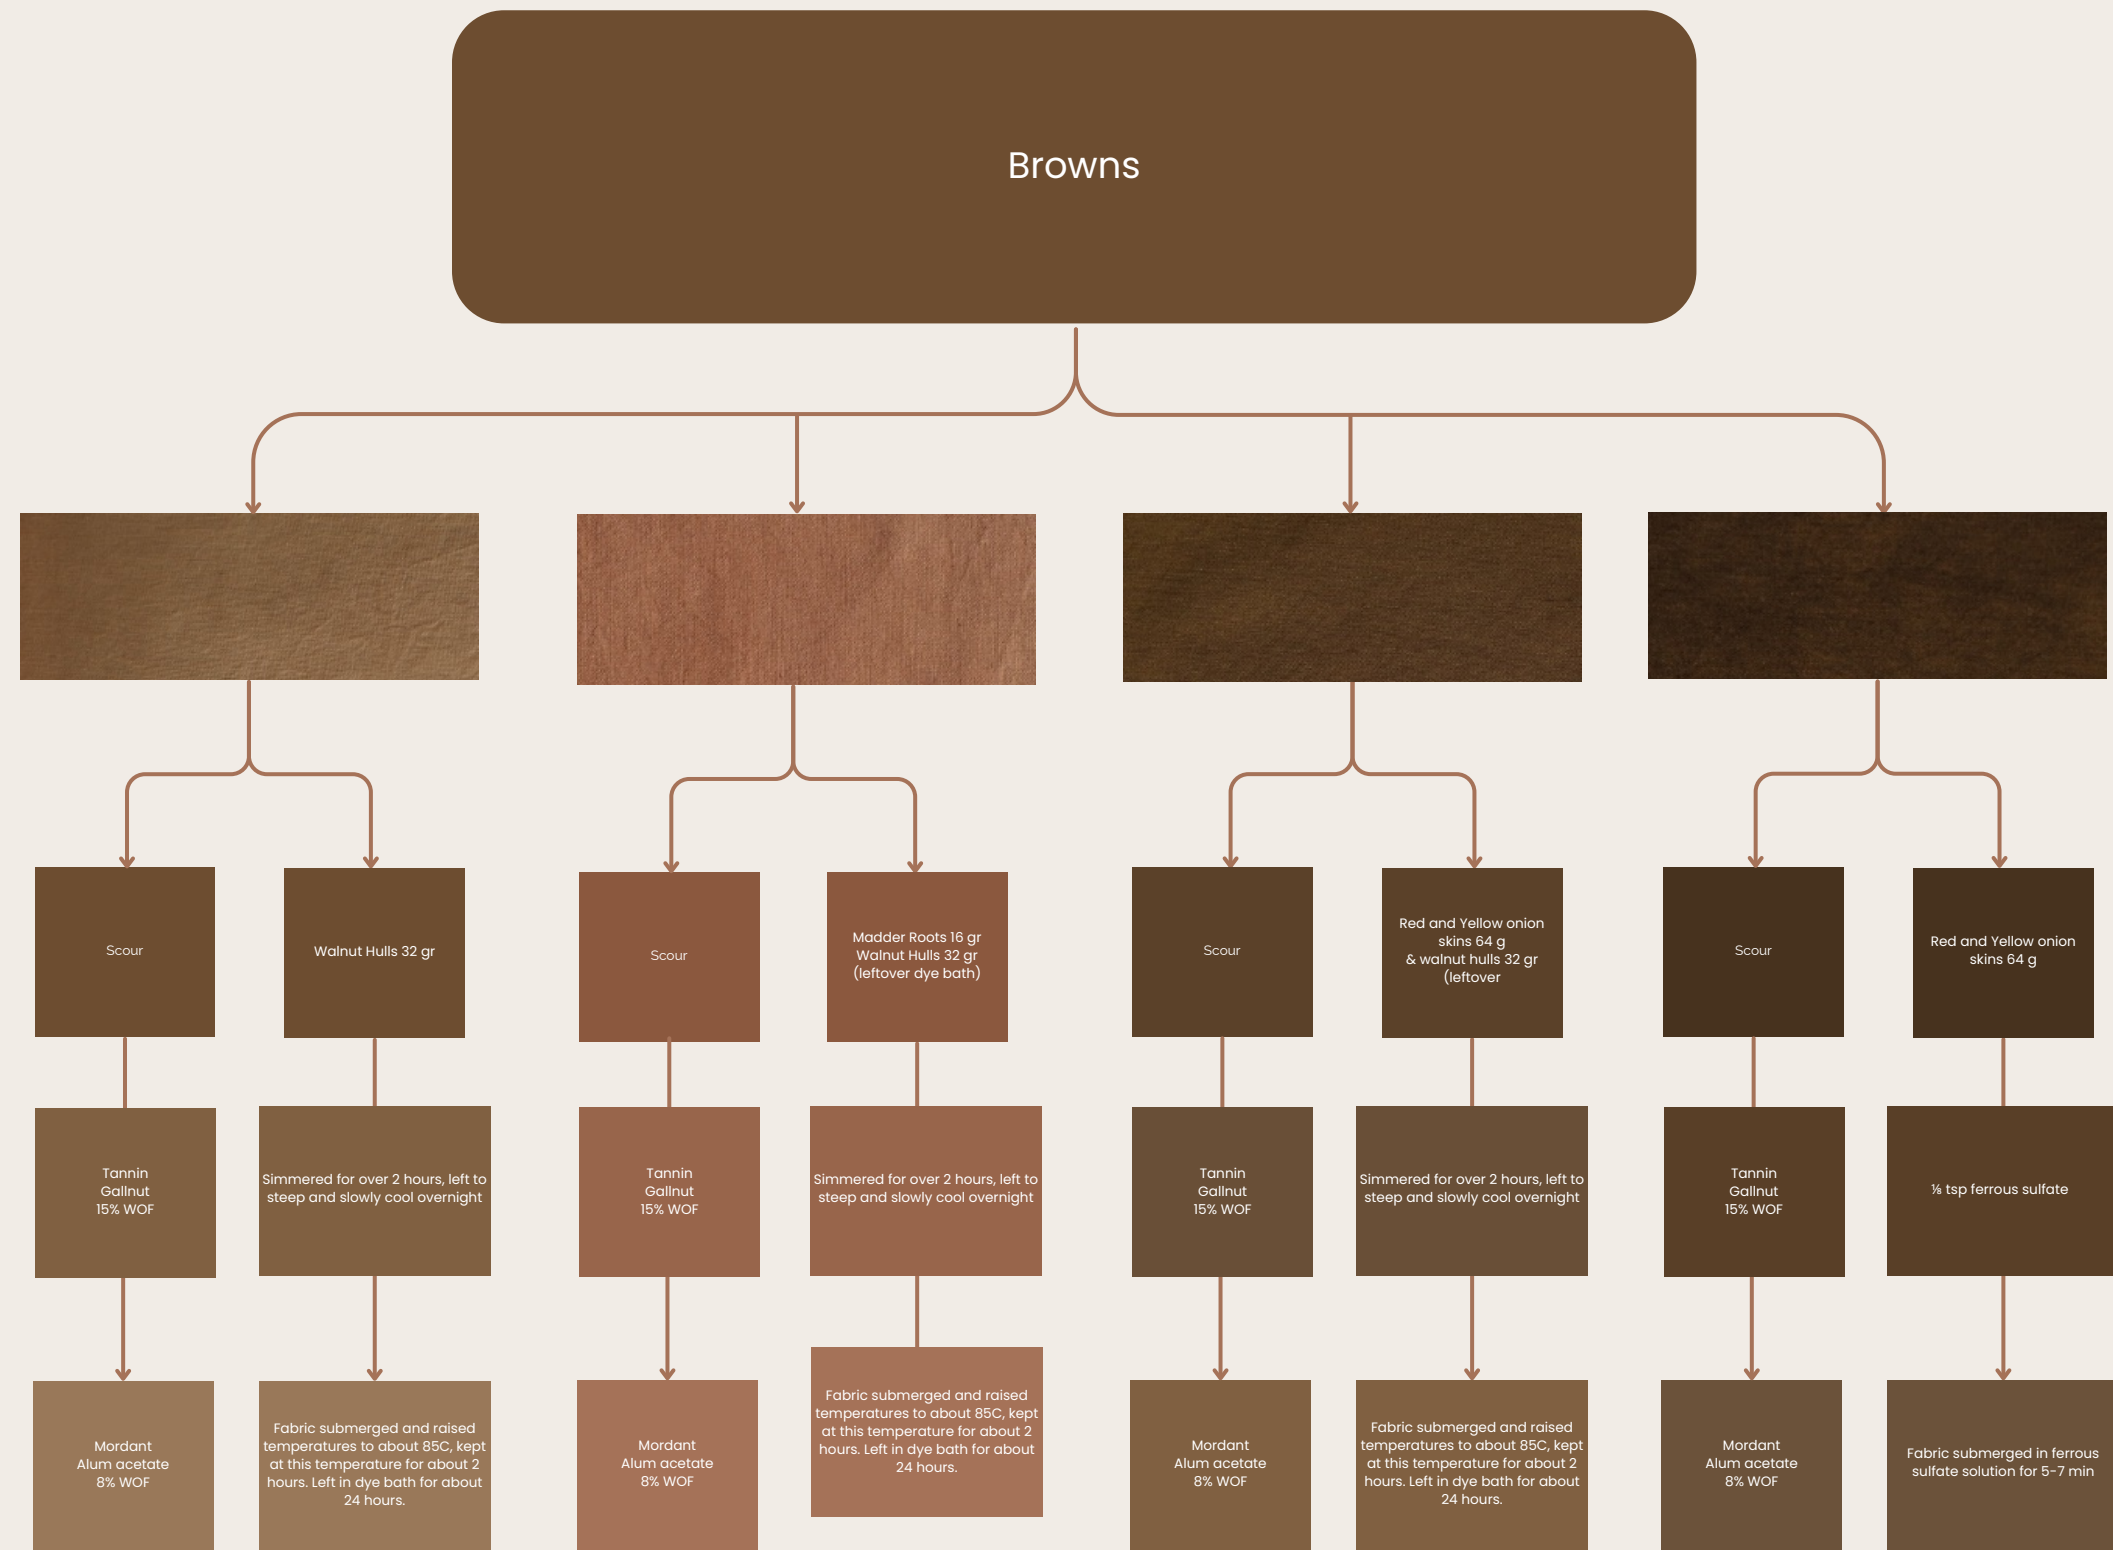 Browns
Scour
Walnut Hulls 32 gr
Scour
Madder Roots 16 gr
Walnut Hulls 32 gr
(leftover dye bath)
Scour
Red and Yellow onion
skins 64 g
& walnut hulls 32 gr
(leftover
Scour
Red and Yellow onion
skins 64 g
Tannin
Gallnut
15% WOF
Simmered for over 2 hours, left to
steep and slowly cool overnight
Tannin
Gallnut
15% WOF
Simmered for over 2 hours, left to
steep and slowly cool overnight
Tannin
Gallnut
15% WOF
Simmered for over 2 hours, left to
steep and slowly cool overnight
Tannin
Gallnut
15% WOF
⅛ tsp ferrous sulfate
Mordant
Alum acetate
8% WOF
Fabric submerged and raised
temperatures to about 85C, kept
at this temperature for about 2
hours. Left in dye bath for about
24 hours.
Mordant
Alum acetate
8% WOF
Fabric submerged and raised
temperatures to about 85C, kept
at this temperature for about 2
hours. Left in dye bath for about
24 hours.
Mordant
Alum acetate
8% WOF
Fabric submerged and raised
temperatures to about 85C, kept
at this temperature for about 2
hours. Left in dye bath for about
24 hours.
Mordant
Alum acetate
8% WOF
Fabric submerged in ferrous
sulfate solution for 5-7 min